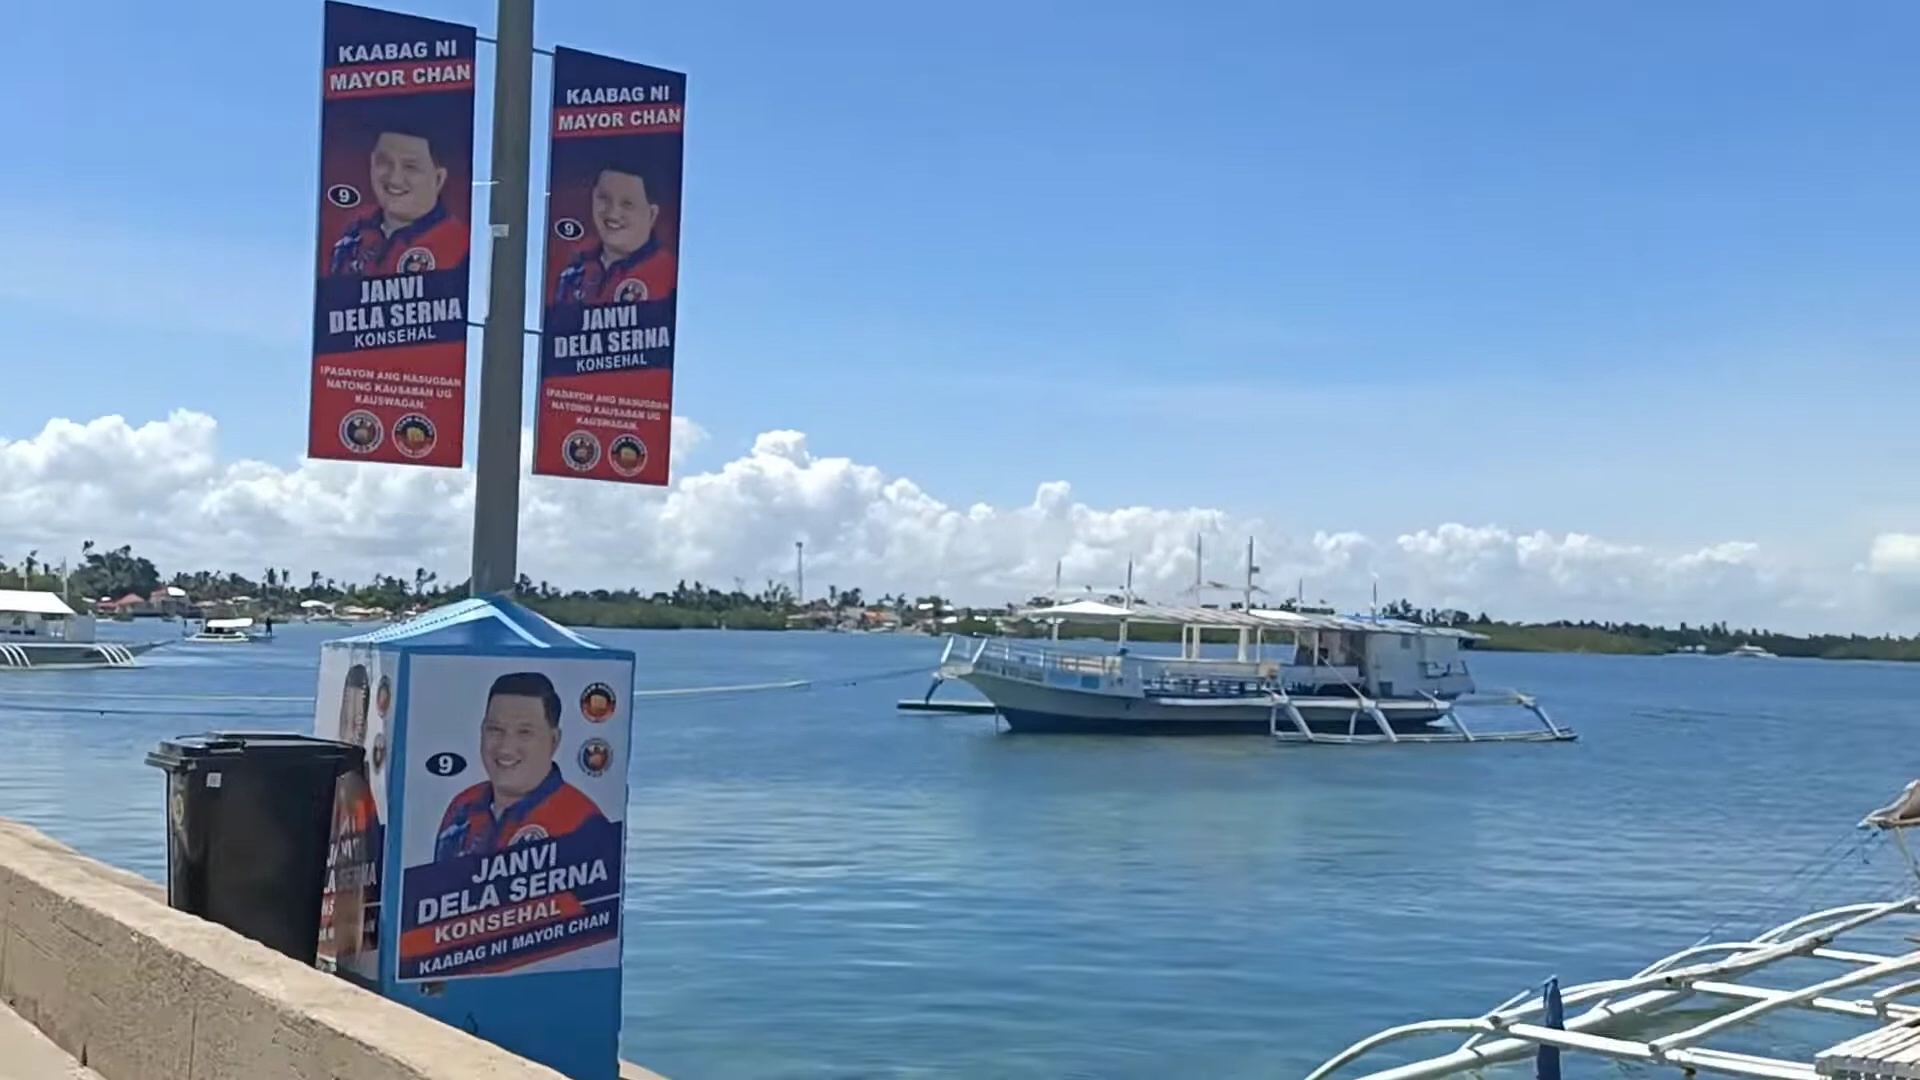 KAABAG NI
MAYOR CHAN
9
JANVI
DELA SERNA
KONSEHAL
IPADAYON ANG NASUGDAN
NATONG KAUSABAN UG
KAUSWAGAN.
KAABAG NI
MAYOR CHAN
9
JANVI
DELA SERNA
KONSEHAL
IPADAYON ANG NASUGDAN
NATONG KAUSABAN UG
KAUSWAGAN.
9
JANVI
DELA SERNA
KONSEHAL
KAABAG NI MAYOR CHAN